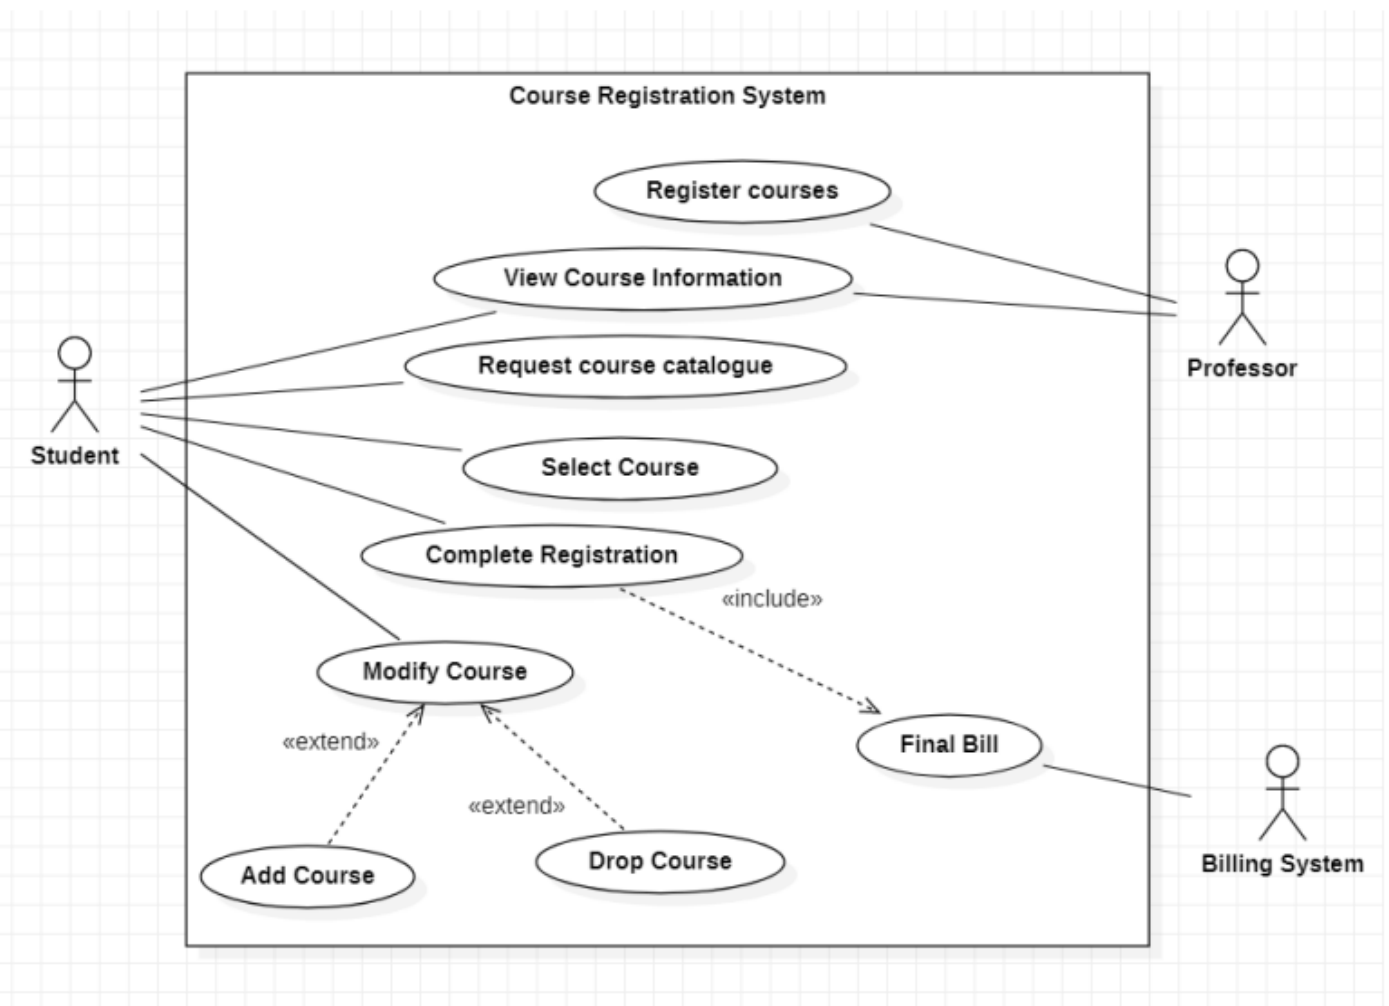 Course Registration System
Register courses
View Course Information
Professor
Request course catalogue
Student
Select Course
Complete Registration
«include»
Modify Course
«extend»
Final Bill
«extend»
Drop Course
Billing System
Add Course